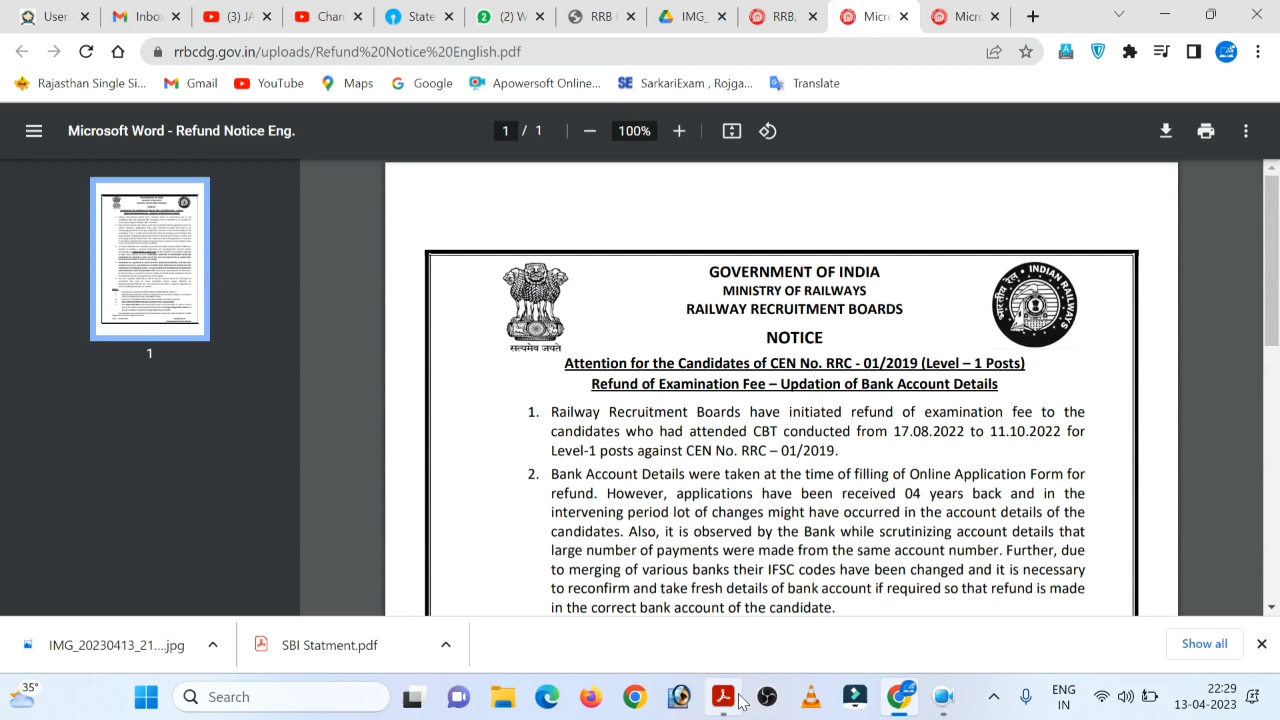 User
Inbo
(3) JA
Chan
State
(2) W
RRB
IMG_
RRB,
Micr
Micr
rrbcdg.gov.in/uploads/Refund%20Notice%20English.pdf
Rajasthan Single Si...
Gmail
YouTube
Maps
Google
Apowersoft Online...
SarkariExam , Rojga...
Translate
Microsoft Word - Refund Notice Eng.
1 / 1
100%
1
GOVERNMENT OF INDIA
MINISTRY OF RAILWAYS
RAILWAY RECRUITMENT BOARDS
सत्यमेव जयते
INDIAN RAILWAYS
NOTICE
Attention for the Candidates of CEN No. RRC - 01/2019 (Level – 1 Posts)
Refund of Examination Fee – Updation of Bank Account Details
1. Railway Recruitment Boards have initiated refund of examination fee to the
candidates who had attended CBT conducted from 17.08.2022 to 11.10.2022 for
Level-1 posts against CEN No. RRC – 01/2019.
2. Bank Account Details were taken at the time of filling of Online Application Form for
refund. However, applications have been received 04 years back and in the
intervening period lot of changes might have occurred in the account details of the
candidates. Also, it is observed by the Bank while scrutinizing account details that
large number of payments were made from the same account number. Further, due
to merging of various banks their IFSC codes have been changed and it is necessary
to reconfirm and take fresh details of bank account if required so that refund is made
in the correct bank account of the candidate.
IMG_20230413_21....jpg
SBI Statment.pdf
Show all
35°
Search
ENG
IN
22:29
13-04-2023